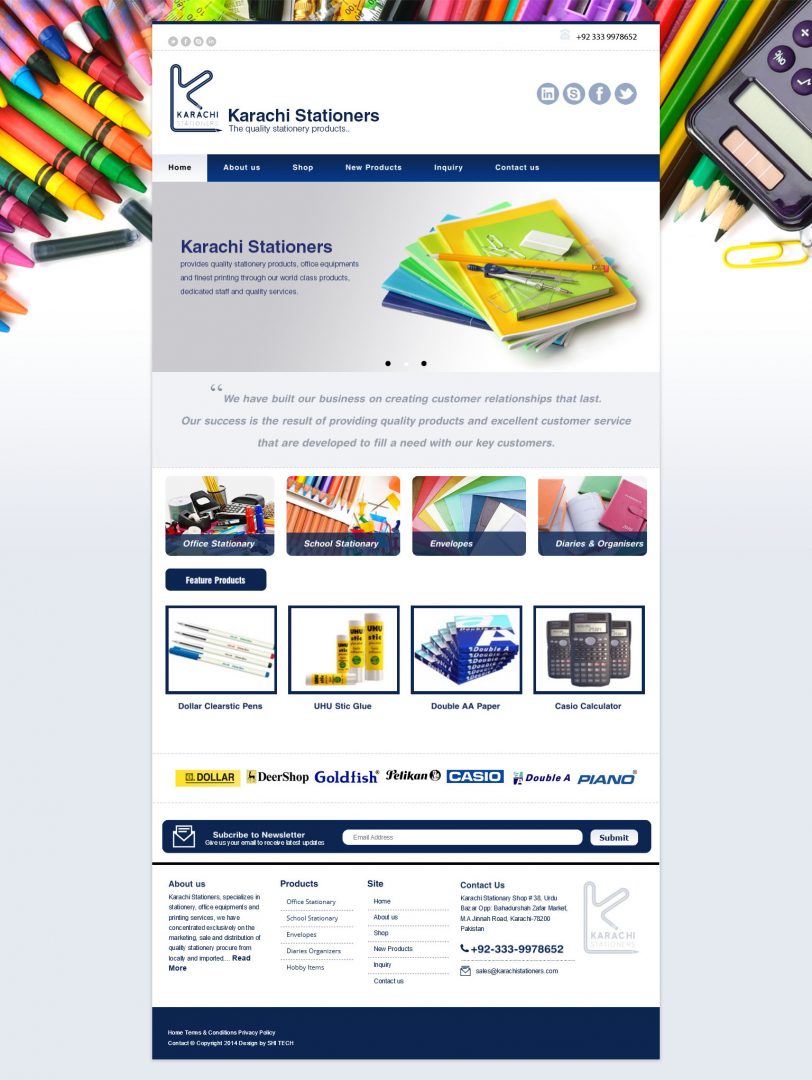 +92 333 9978652
KARACHI
STATIONERS
Karachi Stationers
The quality stationery products..
Home
About us
Shop
New Products
Inquiry
Contact us
Karachi Stationers
provides quality stationery products, office equipments
and finest printing through our world class products,
dedicated staff and quality services.
“We have built our business on creating customer relationships that last.
Our success is the result of providing quality products and excellent customer service
that are developed to fill a need with our key customers.
Office Stationary
School Stationary
Envelopes
Diaries & Organisers
Feature Products
UHU
stic
UHU
stic
UHU
stic
Double A
Dollar Clearstic Pens
UHU Stic Glue
Double AA Paper
Casio Calculator
DOLLAR
DeerShop
Goldfish®
Pelikan
CASIO
Double A
PIANO®
Subcribe to Newsletter
Give us your email to receive latest updates
Email Address
Submit
About us
Karachi Stationers, specializes in
stationery, office equipments and
printing services, we have
concentrated exclusively on the
marketing, sale and distribution of
quality stationery procure from
locally and imported.... Read
More
Products
Office Stationary
School Stationary
Envelopes
Diaries Organizers
Hobby Items
Site
Home
About us
Shop
New Products
Inquiry
Contact us
Contact Us
Karachi Stationary Shop # 38, Urdu
Bazar Opp: Bahadurshah Zafar Market,
M.A Jinnah Road, Karachi-78200
Pakistan
+92-333-9978652
sales@karachistationers.com
KARACHI
STATIONERS
Home Terms & Conditions Privacy Policy
Contact © Copyright 2014 Design by SHI TECH